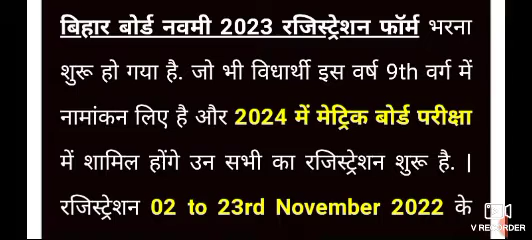 बिहार बोर्ड नवमी 2023 रजिस्ट्रेशन फॉर्म भरना
शुरू हो गया है. जो भी विधार्थी इस वर्ष 9th वर्ग में
नामांकन लिए है और 2024 में मेट्रिक बोर्ड परीक्षा
में शामिल होंगे उन सभी का रजिस्ट्रेशन शुरू है. |
रजिस्ट्रेशन 02 to 23rd November 2022 के
V RECORDER